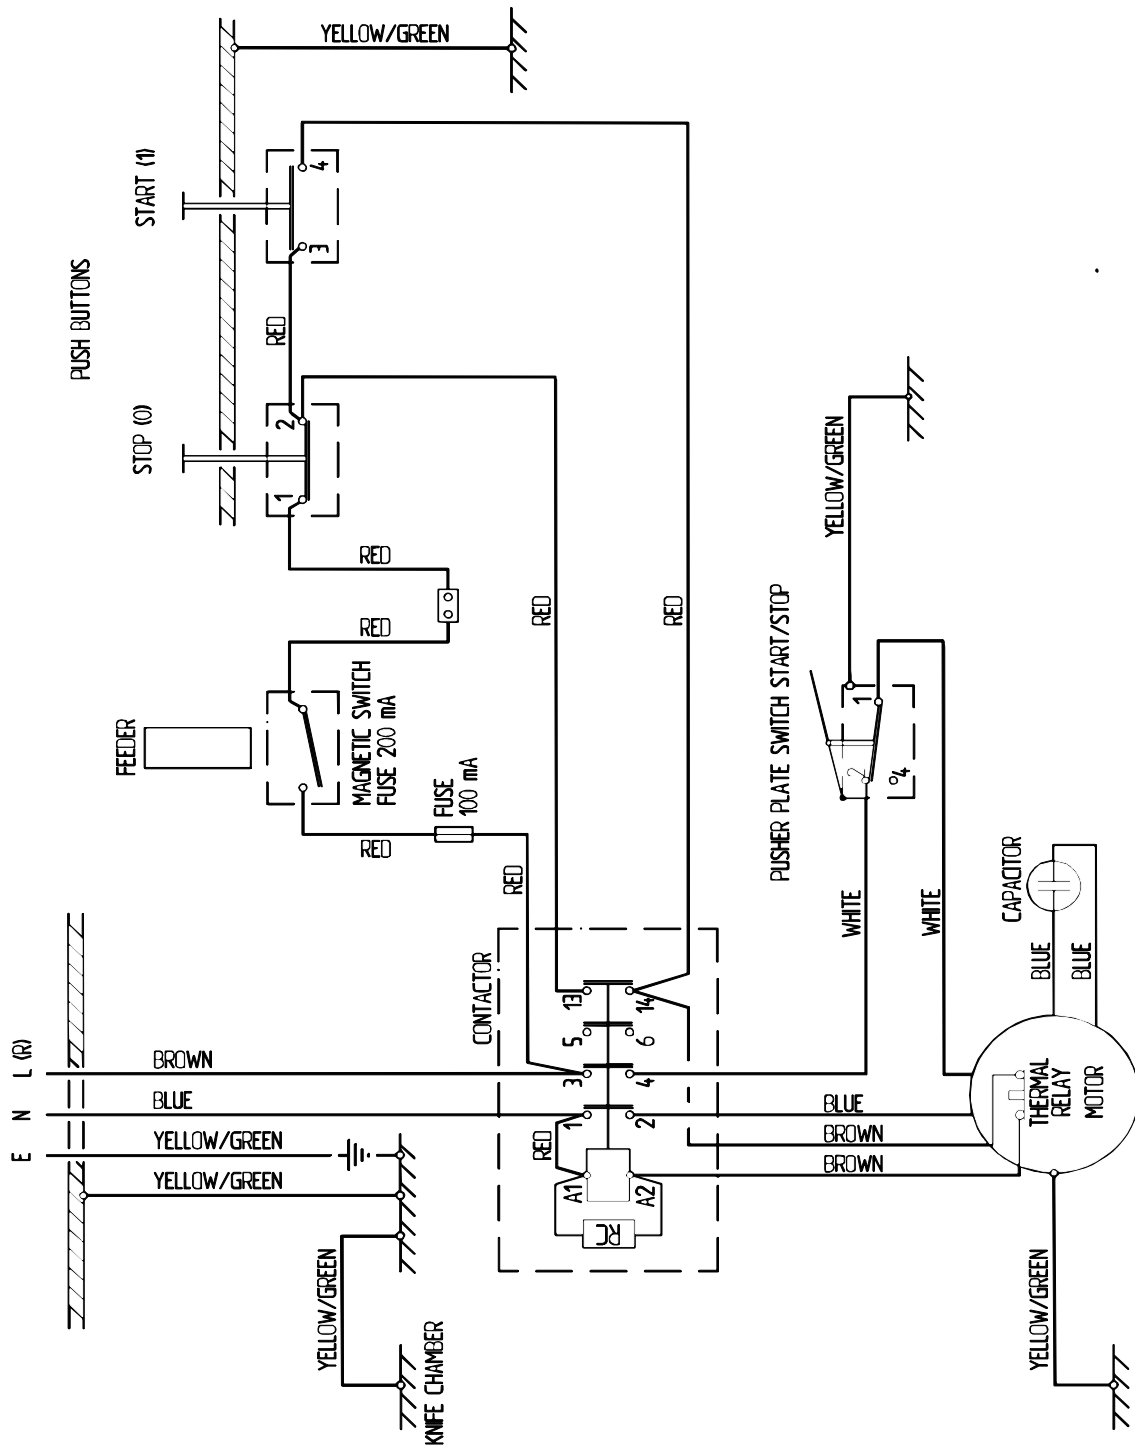 PUSH BUTTONS
STOP (0)
START (1)
YELLOW/GREEN
FEEDER
1
2
RED
3
4
RED
RED
MAGNETIC SWITCH
FUSE 200 mA
RED
FUSE
100 mA
RED
RED
RED
E
N
L (R)
BROWN
BLUE
YELLOW/GREEN
YELLOW/GREEN
YELLOW/GREEN
KNIFE CHAMBER
CONTACTOR
RED
A1
1
3
5
13
A2
2
4
6
14
RC
PUSHER PLATE SWITCH START/STOP
YELLOW/GREEN
2
1
4
WHITE
WHITE
BLUE
BROWN
BROWN
CAPACITOR
BLUE
BLUE
THERMAL
RELAY
MOTOR
YELLOW/GREEN